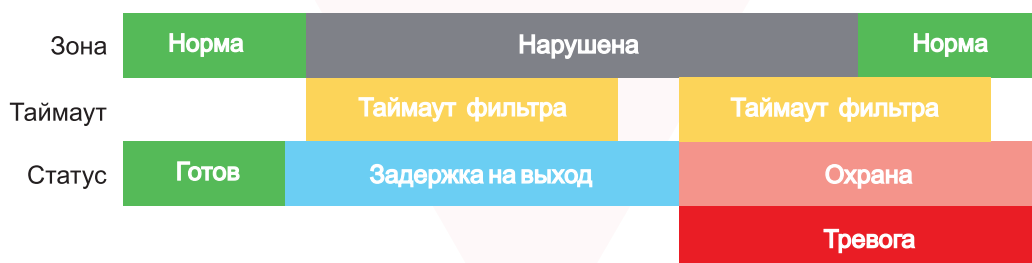 Зона Норма Нарушена Норма
Таймаут Таймаут фильтра Таймаут фильтра
Статус Готов Задержка на выход Охрана
Тревога